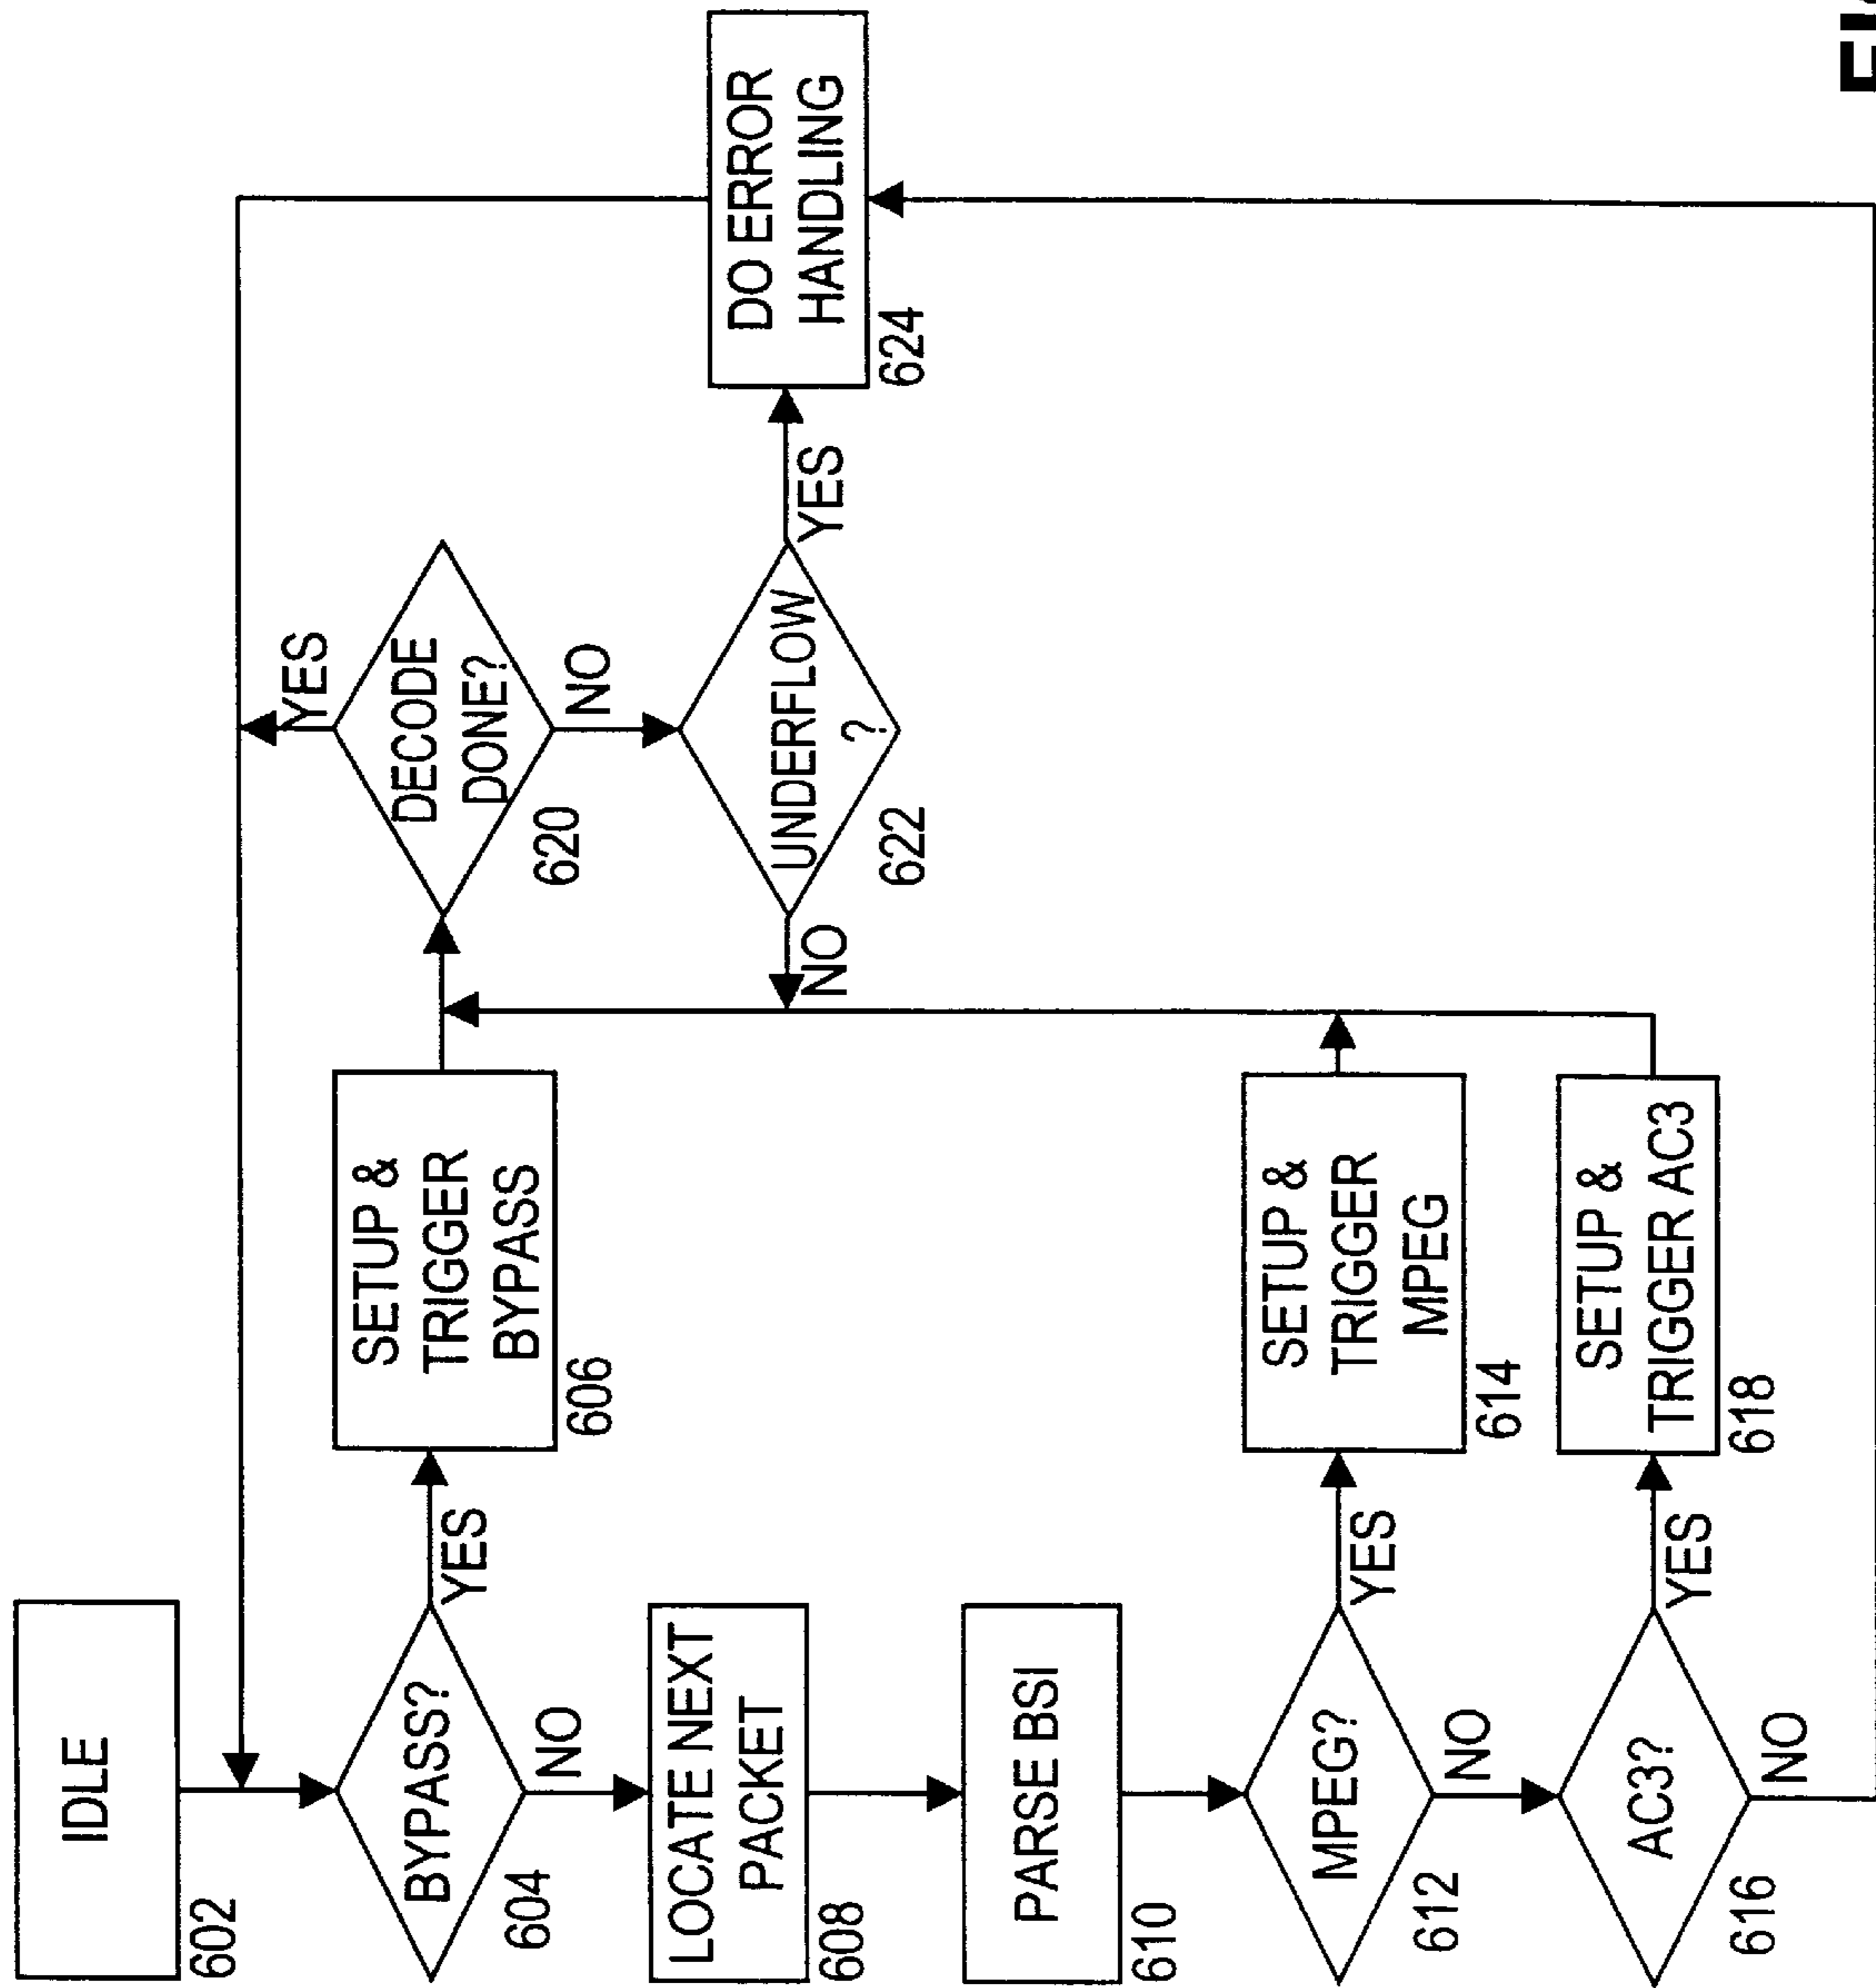 IDLE
602
BYPASS?
604
YES
NO
SETUP &
TRIGGER
BYPASS
606
LOCATE NEXT
PACKET
608
PARSE BSI
610
MPEG?
612
YES
NO
SETUP &
TRIGGER
MPEG
614
AC3?
616
YES
NO
SETUP &
TRIGGER AC3
618
DECODE
DONE?
620
YES
NO
UNDERFLOW
?
622
NO
YES
DO ERROR
HANDLING
624